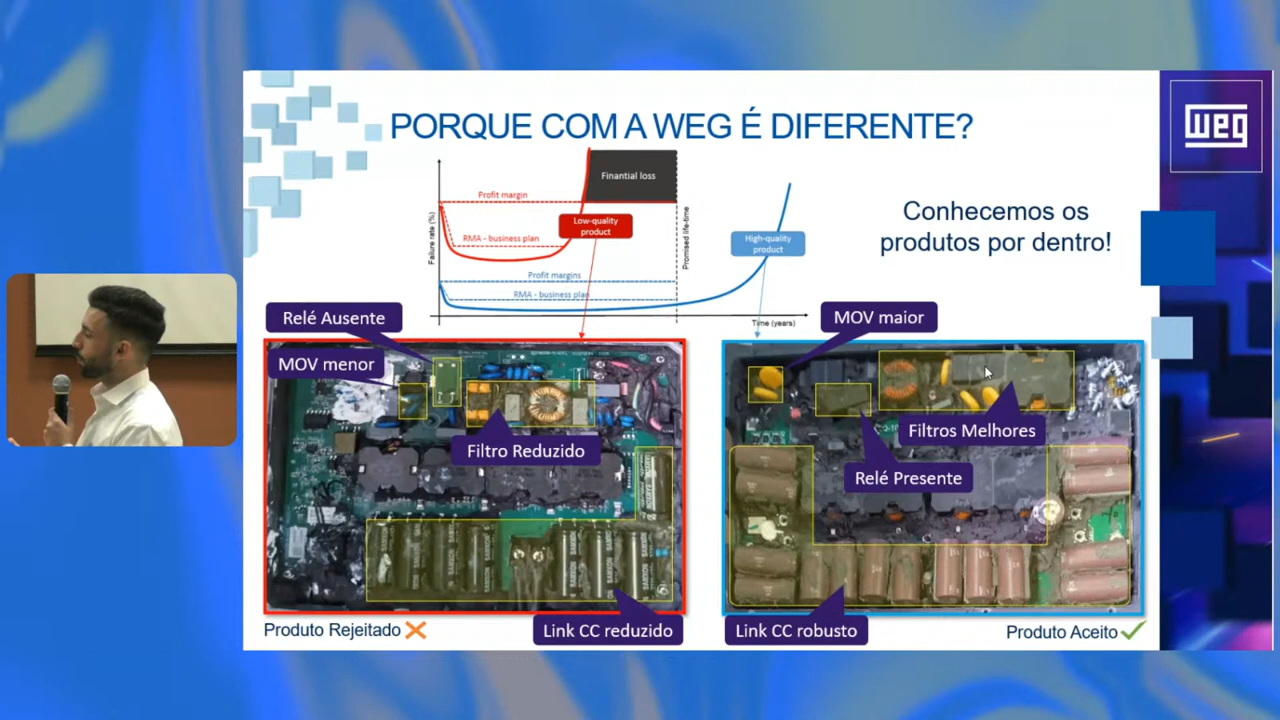 PORQUE COM A WEG É DIFERENTE?
weg
Finantial loss
Profit margin
Low-quality
product
RMA - business plan
Failure rate (%)
Promised life-time
High-quality
product
Profit margins
RMA - business plan
Time (years)
Conhecemos os
produtos por dentro!
Relé Ausente
MOV menor
Filtro Reduzido
Link CC reduzido
Produto Rejeitado
MOV maior
Filtros Melhores
Relé Presente
Link CC robusto
Produto Aceito
SAMXON
SAMXON
SAMXON